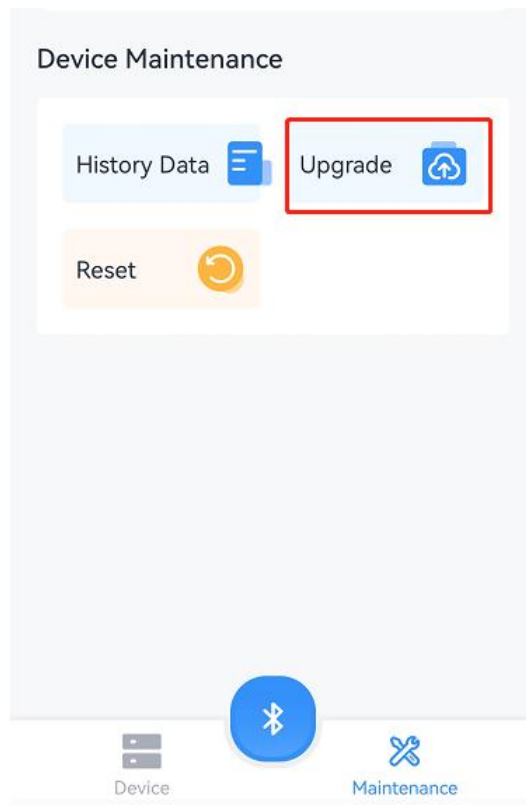 Device Maintenance
History Data
Upgrade
Reset
Device
Maintenance